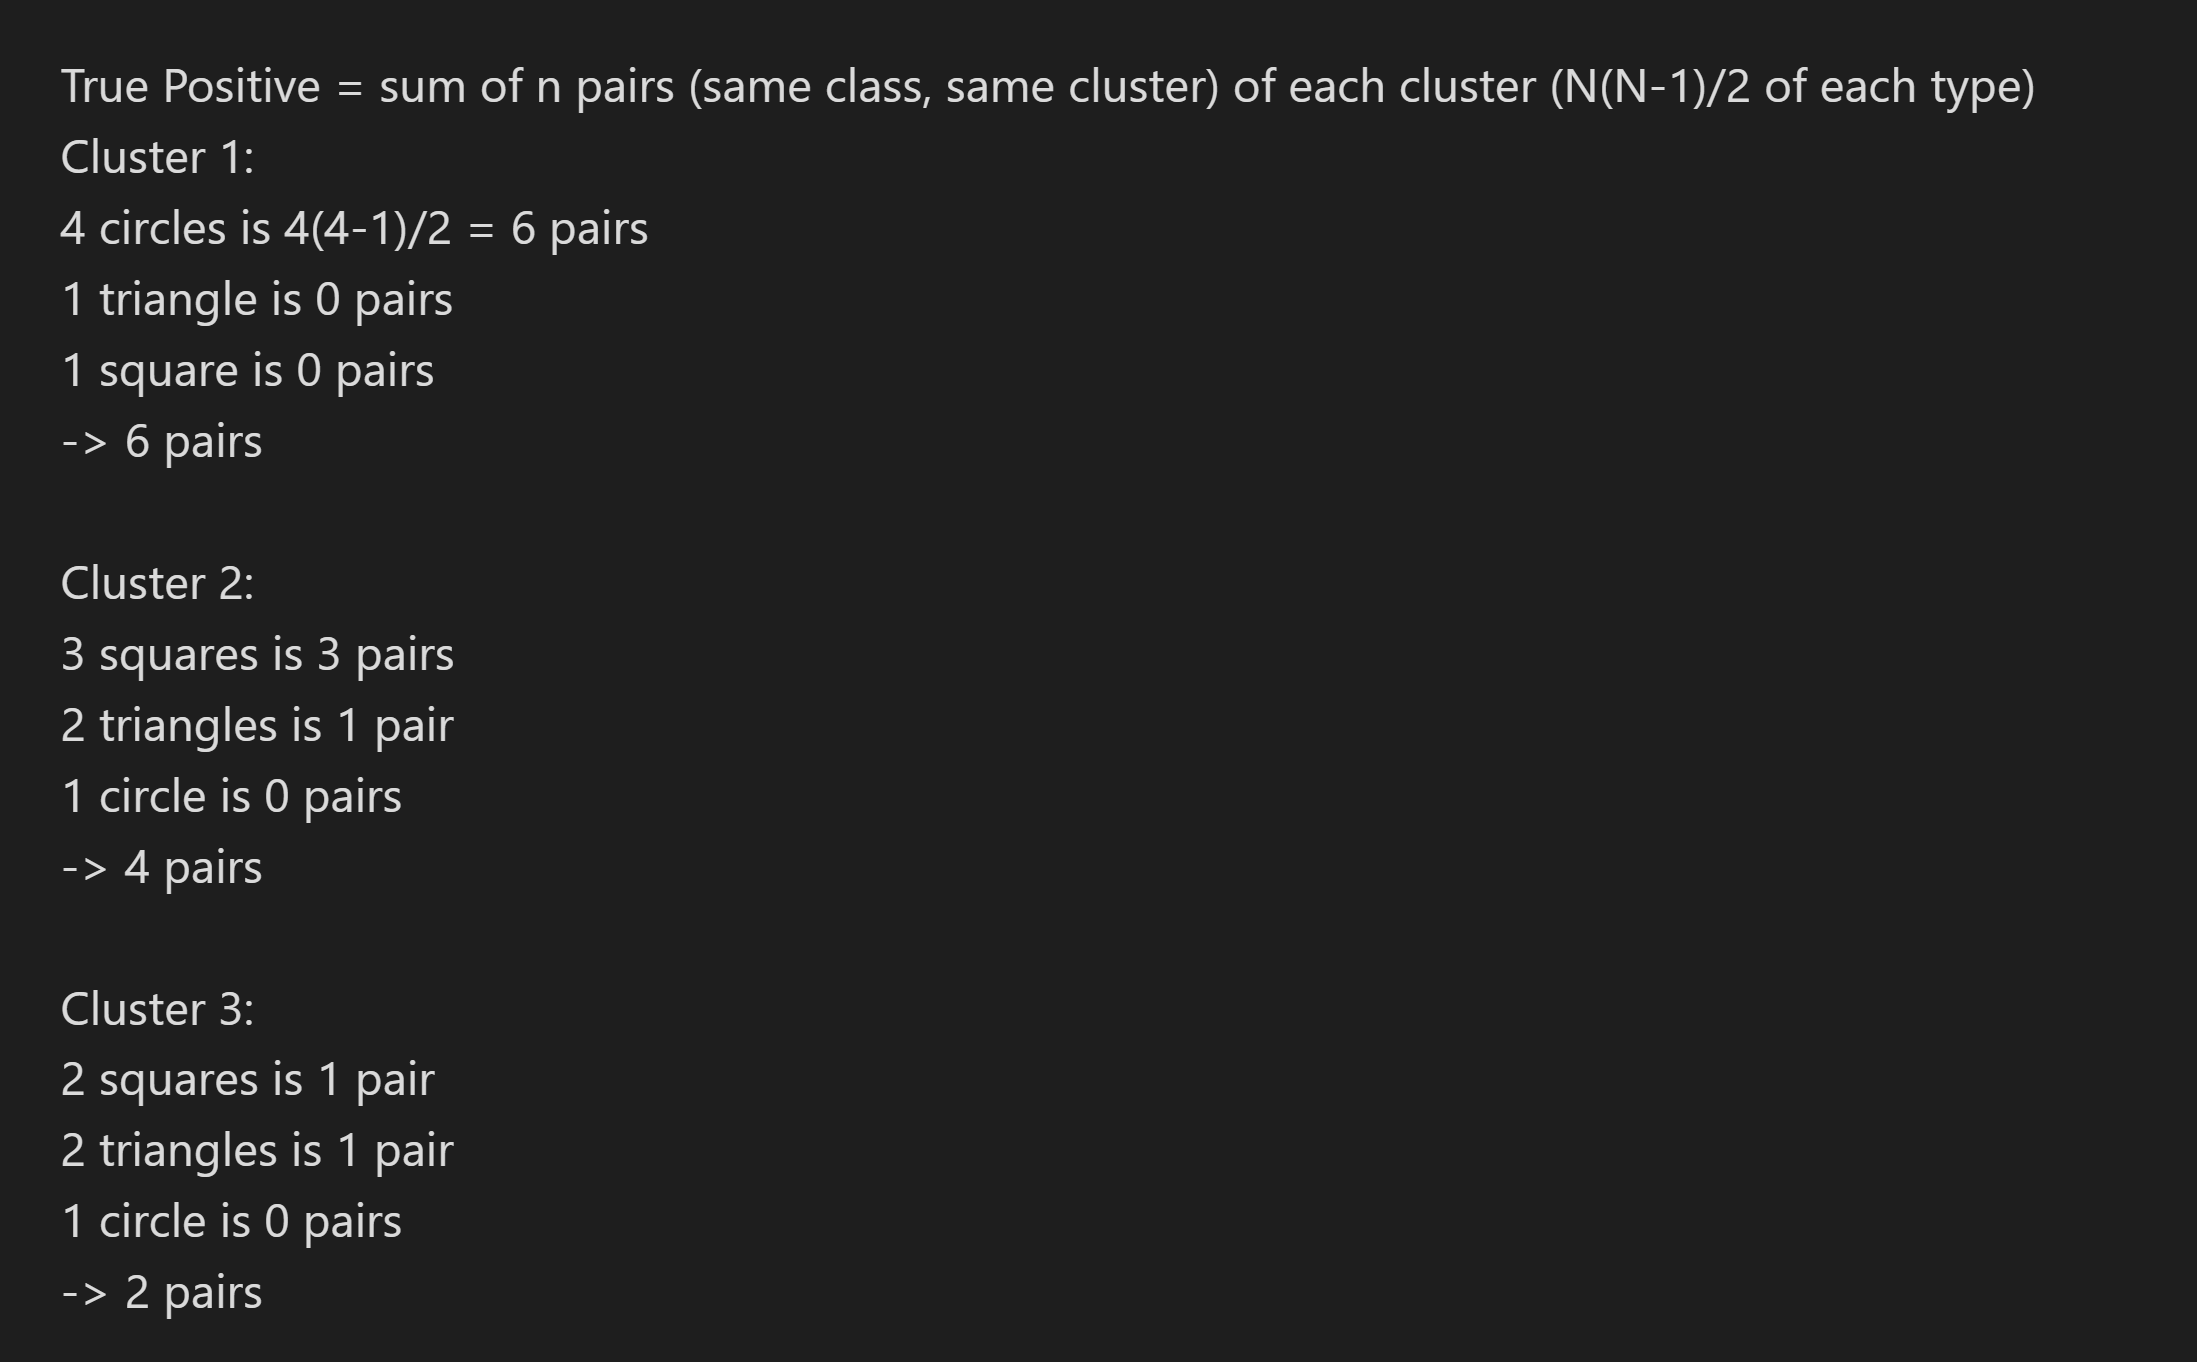 True Positive = sum of n pairs (same class, same cluster) of each cluster (N(N-1)/2 of each type)
Cluster 1:
4 circles is 4(4-1)/2 = 6 pairs
1 triangle is 0 pairs
1 square is 0 pairs
-> 6 pairs
Cluster 2:
3 squares is 3 pairs
2 triangles is 1 pair
1 circle is 0 pairs
-> 4 pairs
Cluster 3:
2 squares is 1 pair
2 triangles is 1 pair
1 circle is 0 pairs
-> 2 pairs